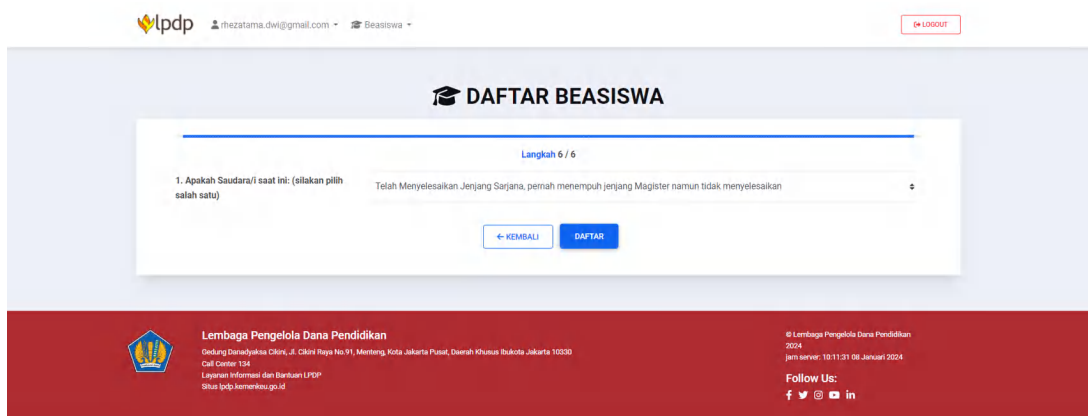 lpdp rhezatama.dwi@gmail.com Beasiswa LOGOUT
DAFTAR BEASISWA
Langkah 6 / 6
1. Apakah Saudara/i saat ini: (silakan pilih
salah satu)
Telah Menyelesaikan Jenjang Sarjana, pernah menempuh jenjang Magister namun tidak menyelesaikan
KEMBALI DAFTAR
Lembaga Pengelola Dana Pendidikan
Gedung Danadyaksa Cikini, Jl. Cikini Raya No.91, Menteng, Kota Jakarta Pusat, Daerah Khusus Ibukota Jakarta 10330
Call Center 134
Layanan Informasi dan Bantuan LPDP
Situs lpdp.kemenkeu.go.id
© Lembaga Pengelola Dana Pendidikan
2024
jam server: 10:11:31 08 Januari 2024
Follow Us: